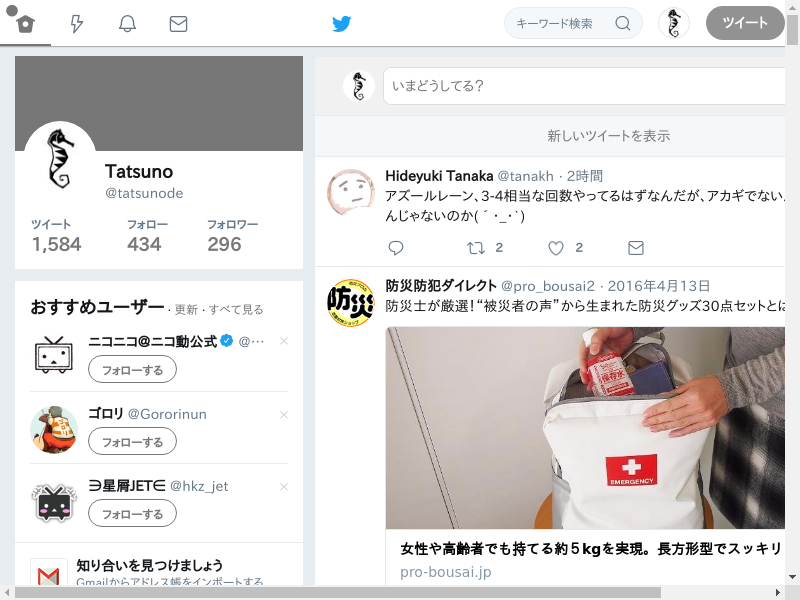 キーワード検索
ツイート
Tatsuno
@tatsunode
ツイート フォロー フォロワー
1,584 434 296
おすすめユーザー · 更新 · すべて見る
ニコニコ@ニコ動公式 @…
フォローする
ゴロリ @Gororinun
フォローする
∋星屑JET∈ @hkz_jet
フォローする
知り合いを見つけましょう
Gmailからアドレス帳をインポートする
いまどうしてる?
新しいツイートを表示
Hideyuki Tanaka @tanakh · 2時間
アズールレーン、3-4相当な回数やってるはずなんだが、アカギでない
んじゃないのか( ´ ･_･`)
2 2
防災防犯ダイレクト @pro_bousai2 · 2016年4月13日
防災士が厳選！“被災者の声”から生まれた防災グッズ30点セットとは
防災
保存水
EMERGENCY
女性や高齢者でも持てる約５kgを実現。長方形型でスッキリ
pro-bousai.jp